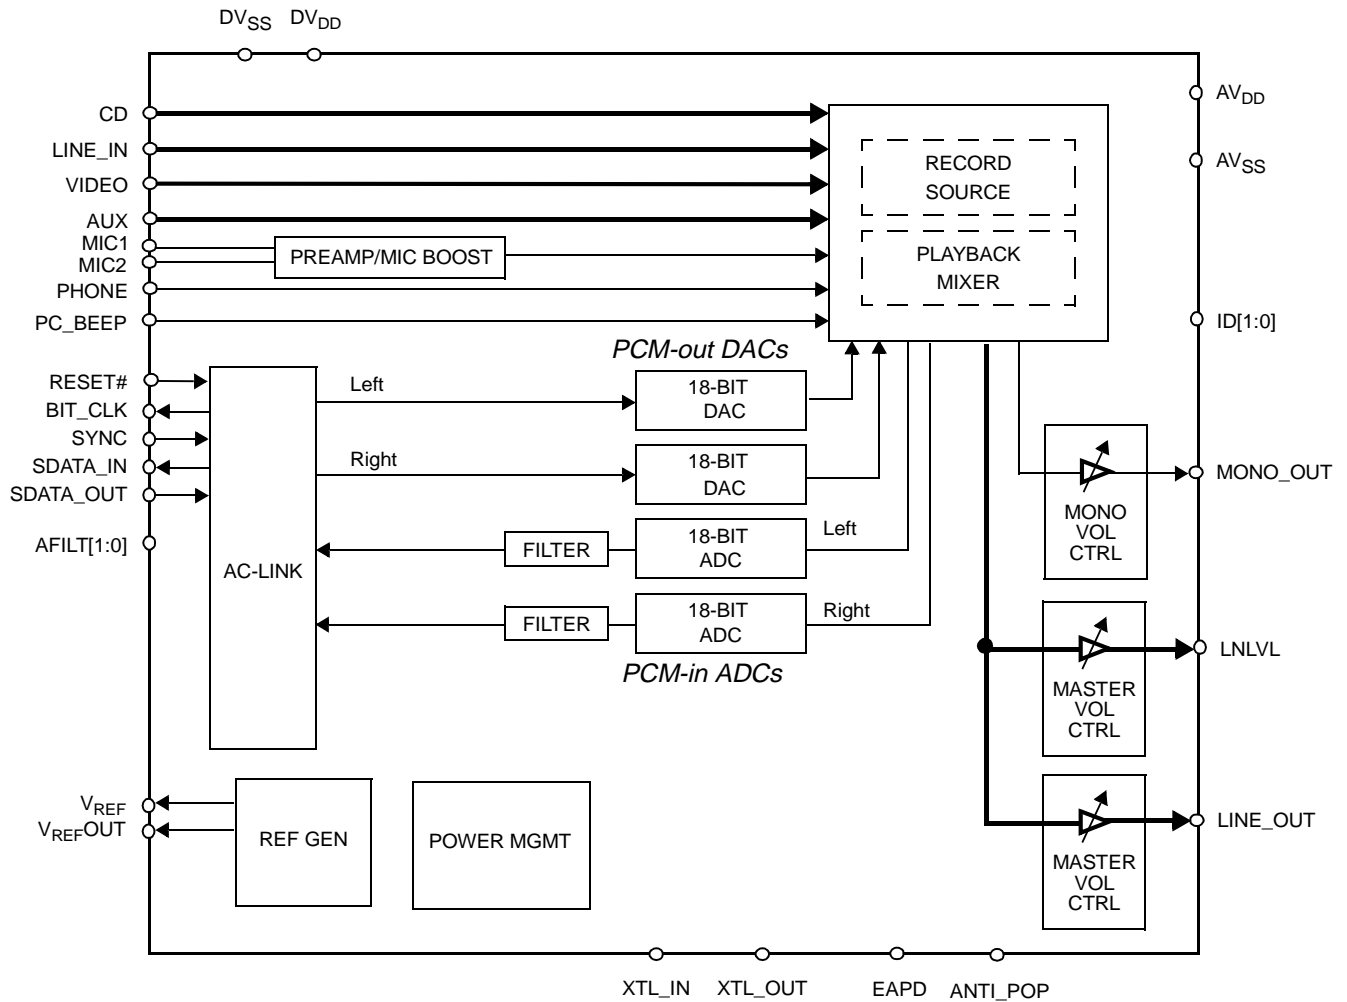 DVSS DVDD
CD
LINE_IN
VIDEO
AUX
MIC1
MIC2
PHONE
PC_BEEP
PREAMP/MIC BOOST
RECORD
SOURCE
PLAYBACK
MIXER
AVDD
AVSS
ID[1:0]
RESET#
BIT_CLK
SYNC
SDATA_IN
SDATA_OUT
AFILT[1:0]
AC-LINK
PCM-out DACs
Left
18-BIT
DAC
Right
18-BIT
DAC
FILTER
18-BIT
ADC
Left
FILTER
18-BIT
ADC
Right
PCM-in ADCs
MONO
VOL
CTRL
MONO_OUT
MASTER
VOL
CTRL
LNLVL
MASTER
VOL
CTRL
LINE_OUT
VREF
VREFOUT
REF GEN
POWER MGMT
XTL_IN XTL_OUT EAPD ANTI_POP